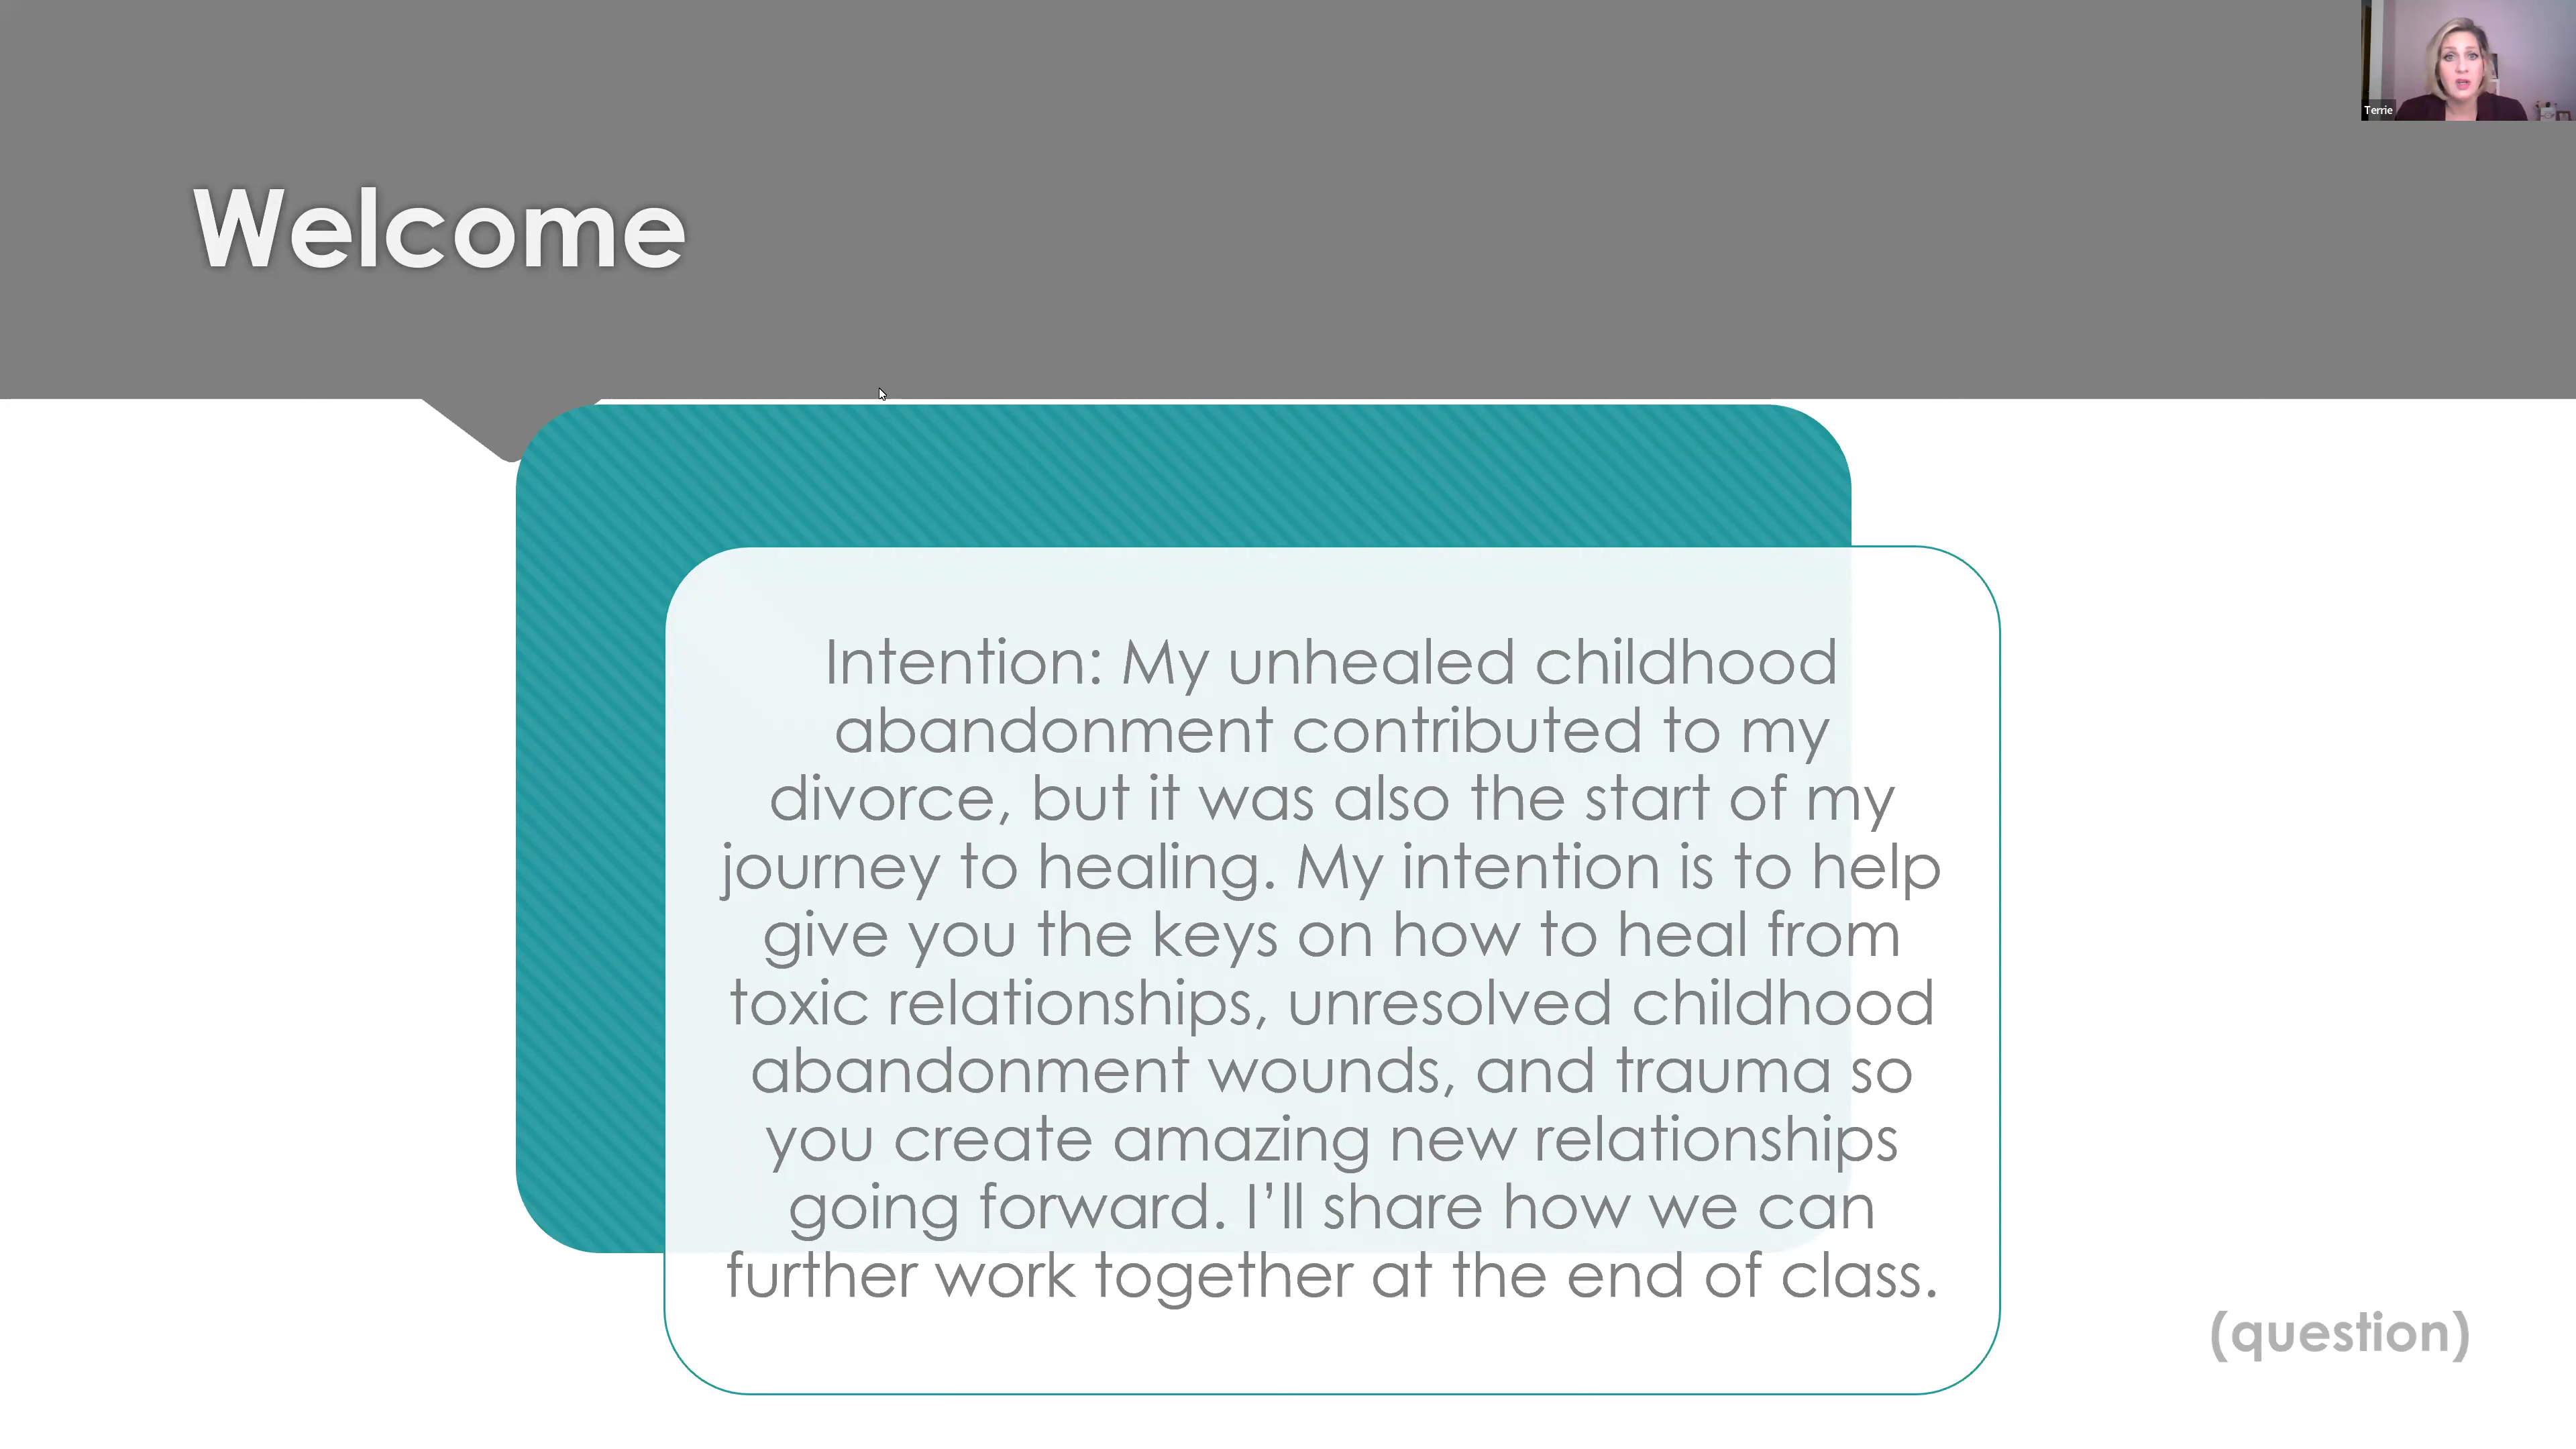 Terrie
Welcome
Intention: My unhealed childhood
abandonment contributed to my
divorce, but it was also the start of my
journey to healing. My intention is to help
give you the keys on how to heal from
toxic relationships, unresolved childhood
abandonment wounds, and trauma so
you create amazing new relationships
going forward. I’ll share how we can
further work together at the end of class.
(question)